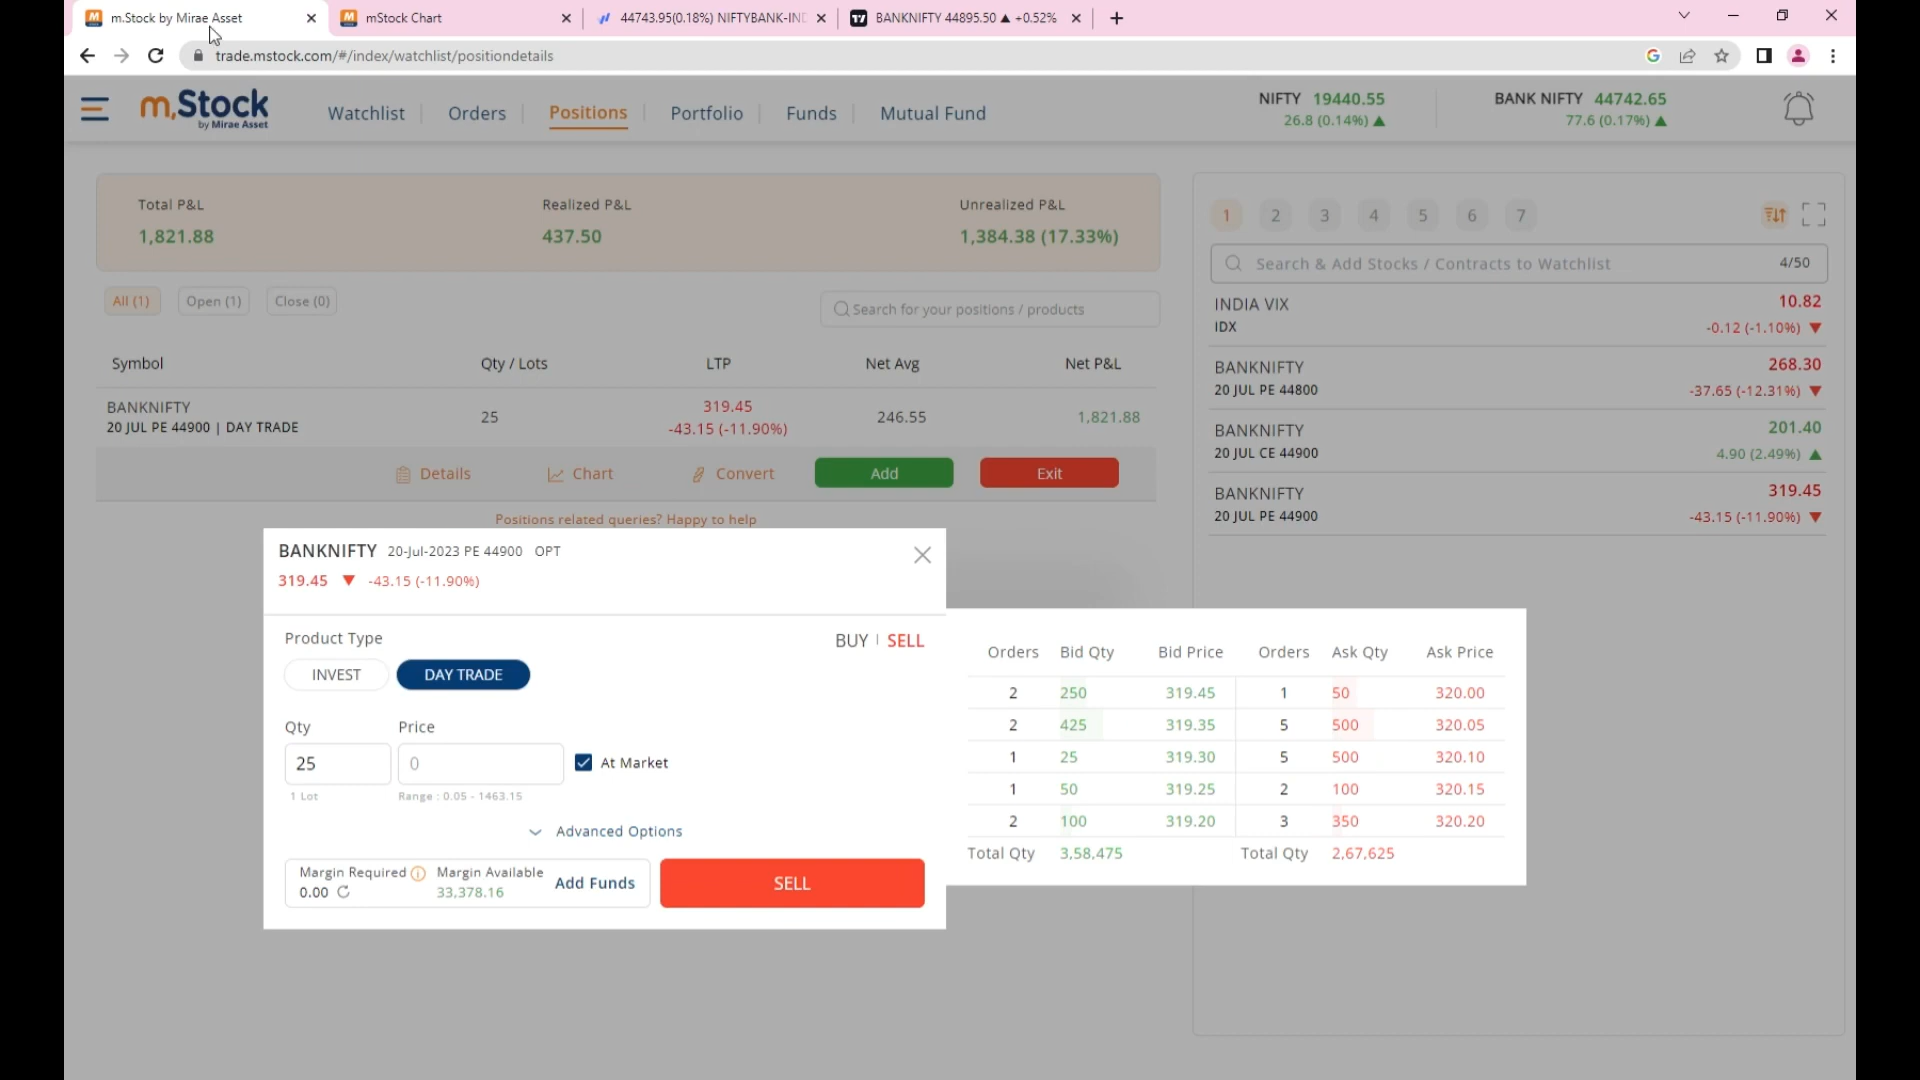 m.Stock by Mirae Asset
mStock Chart
44743.95(0.18%) NIFTYBANK-IND
BANKNIFTY 44895.50 ▲ +0.52%
trade.mstock.com/#/index/watchlist/positiondetails
m.Stock
by Mirae Asset
Watchlist
Orders
Positions
Portfolio
Funds
Mutual Fund
NIFTY 19440.55
26.8 (0.14%) ▲
BANK NIFTY 44742.65
77.6 (0.17%) ▲
Total P&L
Realized P&L
Unrealized P&L
1,821.88
437.50
1,384.38 (17.33%)
All (1)
Open (1)
Close (0)
Search for your positions / products
Symbol
Qty / Lots
LTP
Net Avg
Net P&L
BANKNIFTY
20 JUL PE 44900 | DAY TRADE
25
319.45
-43.15 (-11.90%)
246.55
1,821.88
Details
Chart
Convert
Add
Exit
Positions related queries? Happy to help
1 2 3 4 5 6 7
Search & Add Stocks / Contracts to Watchlist
4/50
INDIA VIX 10.82
IDX -0.12 (-1.10%) ▼
BANKNIFTY 268.30
20 JUL PE 44800 -37.65 (-12.31%) ▼
BANKNIFTY 201.40
20 JUL CE 44900 4.90 (2.49%) ▲
BANKNIFTY 319.45
20 JUL PE 44900 -43.15 (-11.90%) ▼
BANKNIFTY 20-Jul-2023 PE 44900 OPT
319.45 ▼ -43.15 (-11.90%)
Product Type
BUY | SELL
INVEST
DAY TRADE
Qty
Price
25
0
At Market
1 Lot
Range : 0.05 - 1463.15
Advanced Options
Margin Required
0.00
Margin Available
33,378.16
Add Funds
SELL
Orders Bid Qty Bid Price Orders Ask Qty Ask Price
2 250 319.45 1 50 320.00
2 425 319.35 5 500 320.05
1 25 319.30 5 500 320.10
1 50 319.25 2 100 320.15
2 100 319.20 3 350 320.20
Total Qty 3,58,475 Total Qty 2,67,625